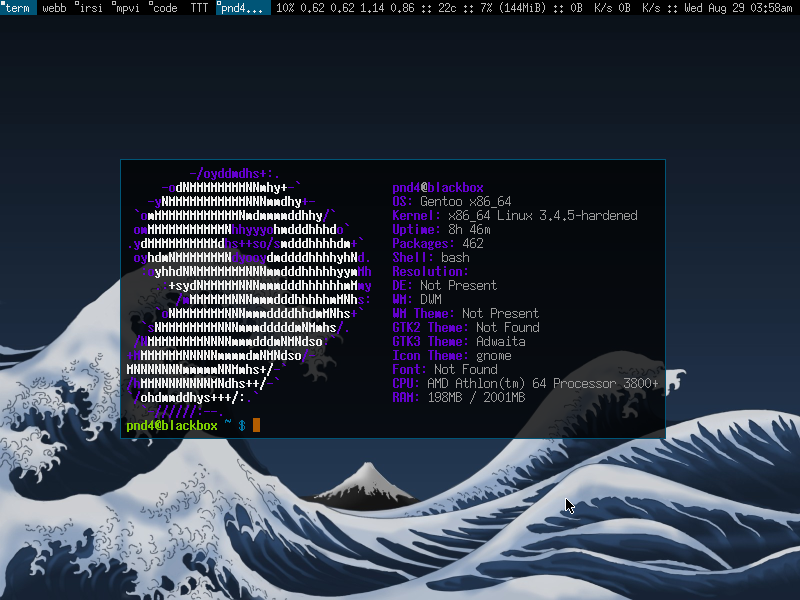 term webb irsi mpvi code TTT pnd4... 10% 0.62 0.62 1.14 0.86 :: 22c :: 7% (144MiB) :: 0B K/s 0B K/s :: Wed Aug 29 03:58am
pnd4@blackbox
OS: Gentoo x86_64
Kernel: x86_64 Linux 3.4.5-hardened
Uptime: 8h 46m
Packages: 462
Shell: bash
Resolution:
DE: Not Present
WM: DWM
WM Theme: Not Present
GTK2 Theme: Not Found
GTK3 Theme: Adwaita
Icon Theme: gnome
Font: Not Found
CPU: AMD Athlon(tm) 64 Processor 3800+
RAM: 198MB / 2001MB
pnd4@blackbox ~ $